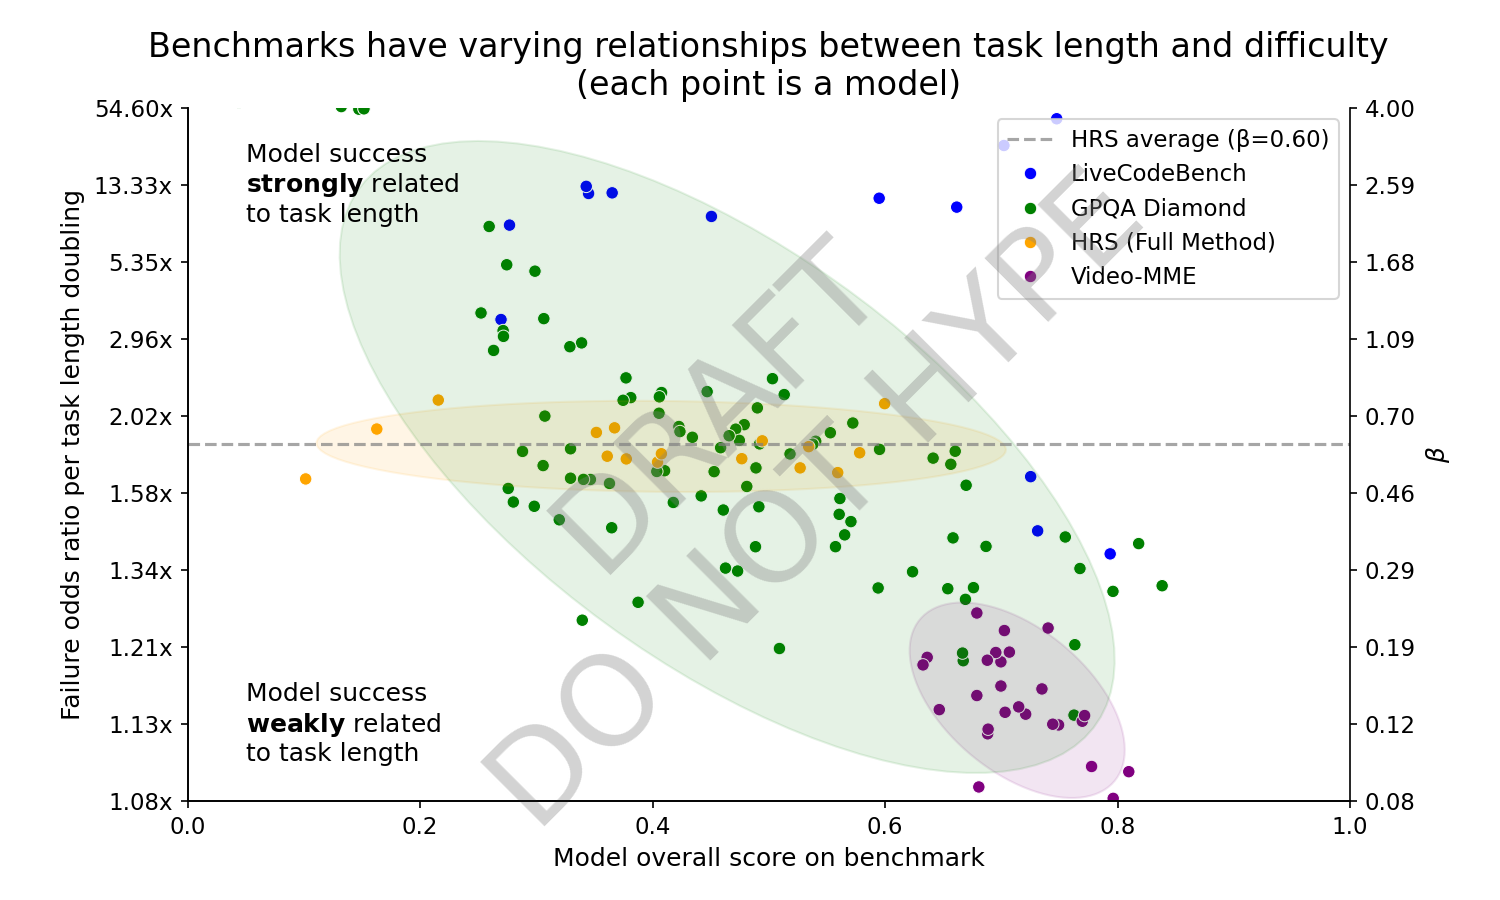 Benchmarks have varying relationships between task length and difficulty
(each point is a model)
54.60x
13.33x
5.35x
2.96x
2.02x
1.58x
1.34x
1.21x
1.13x
1.08x
Failure odds ratio per task length doubling
Model success
strongly related
to task length
Model success
weakly related
to task length
DRAFT
DO NOT HYPE
HRS average (β=0.60)
LiveCodeBench
GPQA Diamond
HRS (Full Method)
Video-MME
4.00
2.59
1.68
1.09
0.70
0.46
0.29
0.19
0.12
0.08
β
0.0 0.2 0.4 0.6 0.8 1.0
Model overall score on benchmark